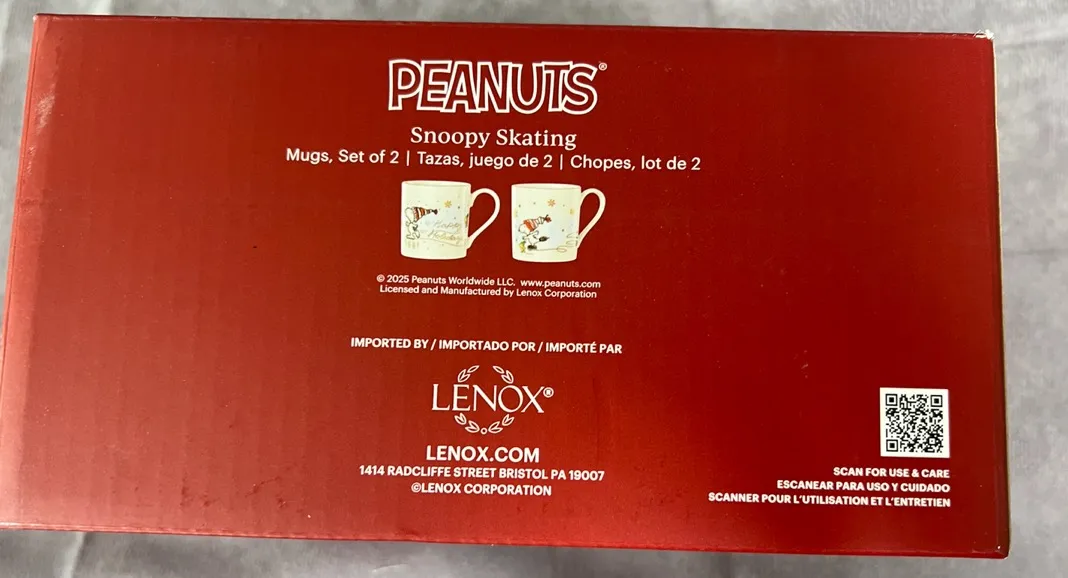 PEANUTS®
Snoopy Skating
Mugs, Set of 2 | Tazas, juego de 2 | Chopes, lot de 2
Happy
Holidays
© 2025 Peanuts Worldwide LLC. www.peanuts.com
Licensed and Manufactured by Lenox Corporation
IMPORTED BY / IMPORTADO POR / IMPORTÉ PAR
LENOX®
LENOX.COM
1414 RADCLIFFE STREET BRISTOL PA 19007
©LENOX CORPORATION
SCAN FOR USE & CARE
ESCANEAR PARA USO Y CUIDADO
SCANNER POUR L'UTILISATION ET L'ENTRETIEN